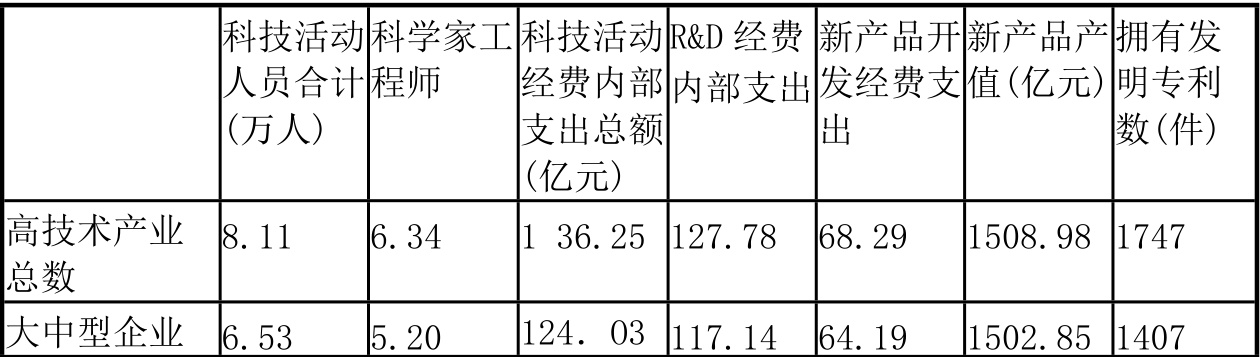 科技活动人员合计(万人) 科学家工程师 科技活动经费内部支出总额(亿元) R&D 经费内部支出 新产品开发经费支出 新产品产值(亿元) 拥有发明专利数(件)
高技术产业总数 8.11 6.34 1 36.25 127.78 68.29 1508.98 1747
大中型企业 6.53 5.20 124. 03 117.14 64.19 1502.85 1407